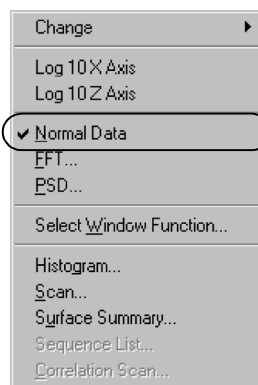 Change
Log 10 X Axis
Log 10 Z Axis
Normal Data
FFT...
PSD...
Select Window Function...
Histogram...
Scan...
Surface Summary...
Sequence List...
Correlation Scan...